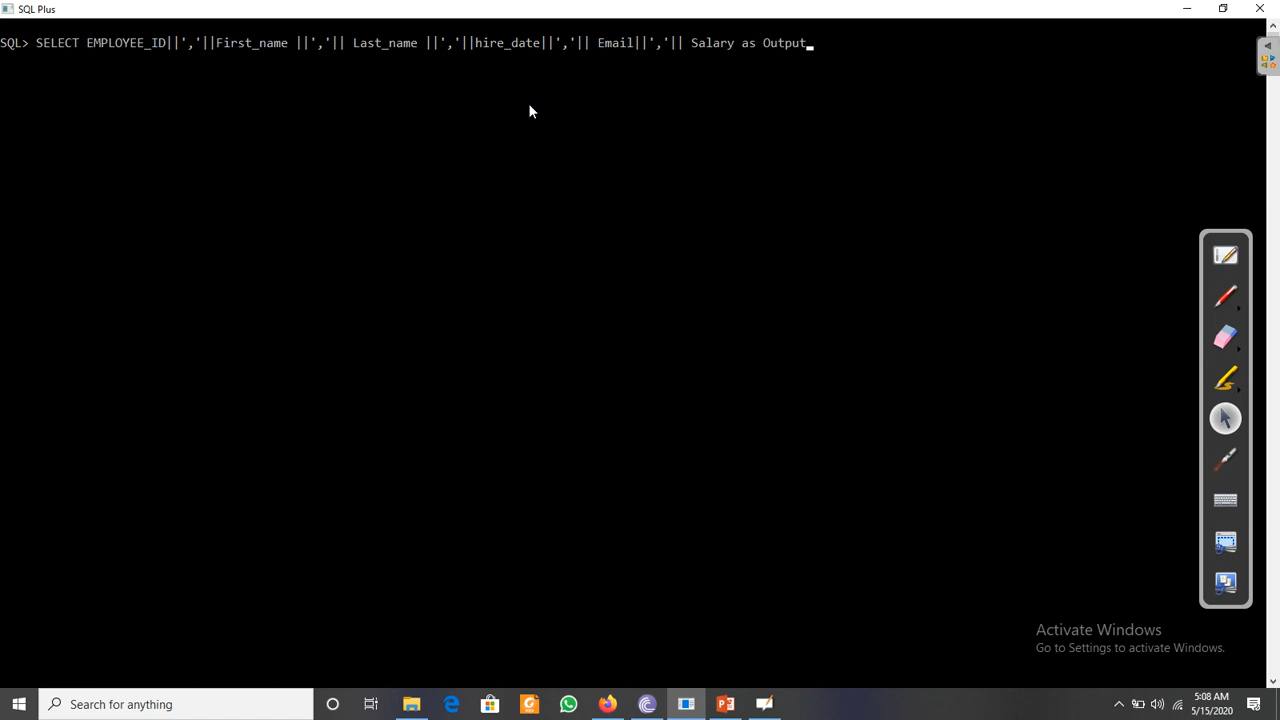 SQL Plus
SQL> SELECT EMPLOYEE_ID||','||First_name ||','|| Last_name ||','||hire_date||','|| Email||','|| Salary as Output
Activate Windows
Go to Settings to activate Windows.
Search for anything
5:08 AM
5/15/2020